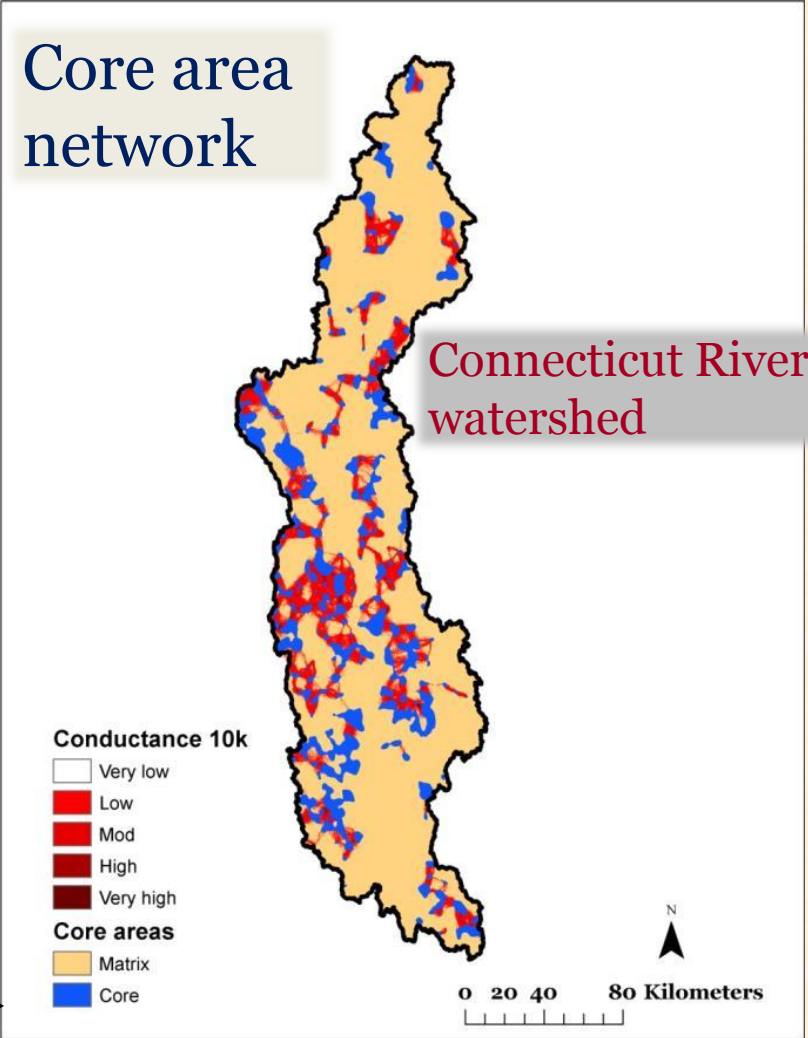 Core area
network
Connecticut River
watershed
Conductance 10k
Very low
Low
Mod
High
Very high
Core areas
Matrix
Core
N
0 20 40 80 Kilometers